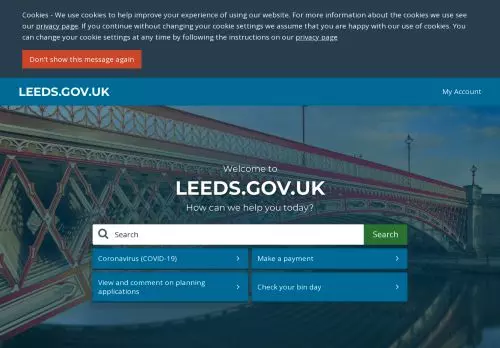 Cookies - We use cookies to help improve your experience of using our website. For more information about the cookies we use see
our privacy page. If you continue without changing your cookie settings we assume that you are happy with our use of cookies. You
can change your cookie settings at any time by following the instructions on our privacy page
Don't show this message again
LEEDS.GOV.UK
My Account
Welcome to
LEEDS.GOV.UK
How can we help you today?
Search
Search
Coronavirus (COVID-19)
Make a payment
View and comment on planning
applications
Check your bin day